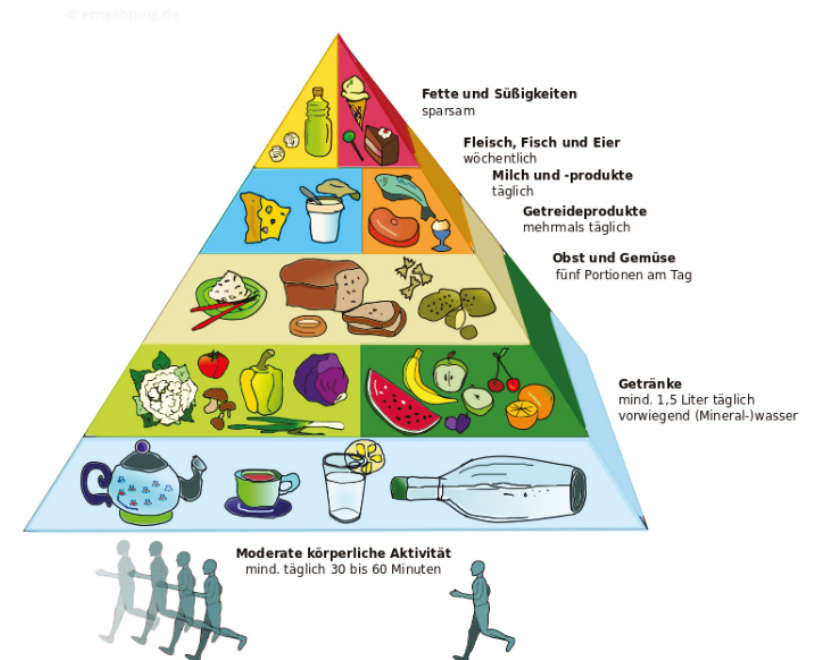 © ernaehrung.de
Fette und Süßigkeiten
sparsam
Fleisch, Fisch und Eier
wöchentlich
Milch und -produkte
täglich
Getreideprodukte
mehrmals täglich
Obst und Gemüse
fünf Portionen am Tag
Getränke
mind. 1,5 Liter täglich
vorwiegend (Mineral-)wasser
Moderate körperliche Aktivität
mind. täglich 30 bis 60 Minuten